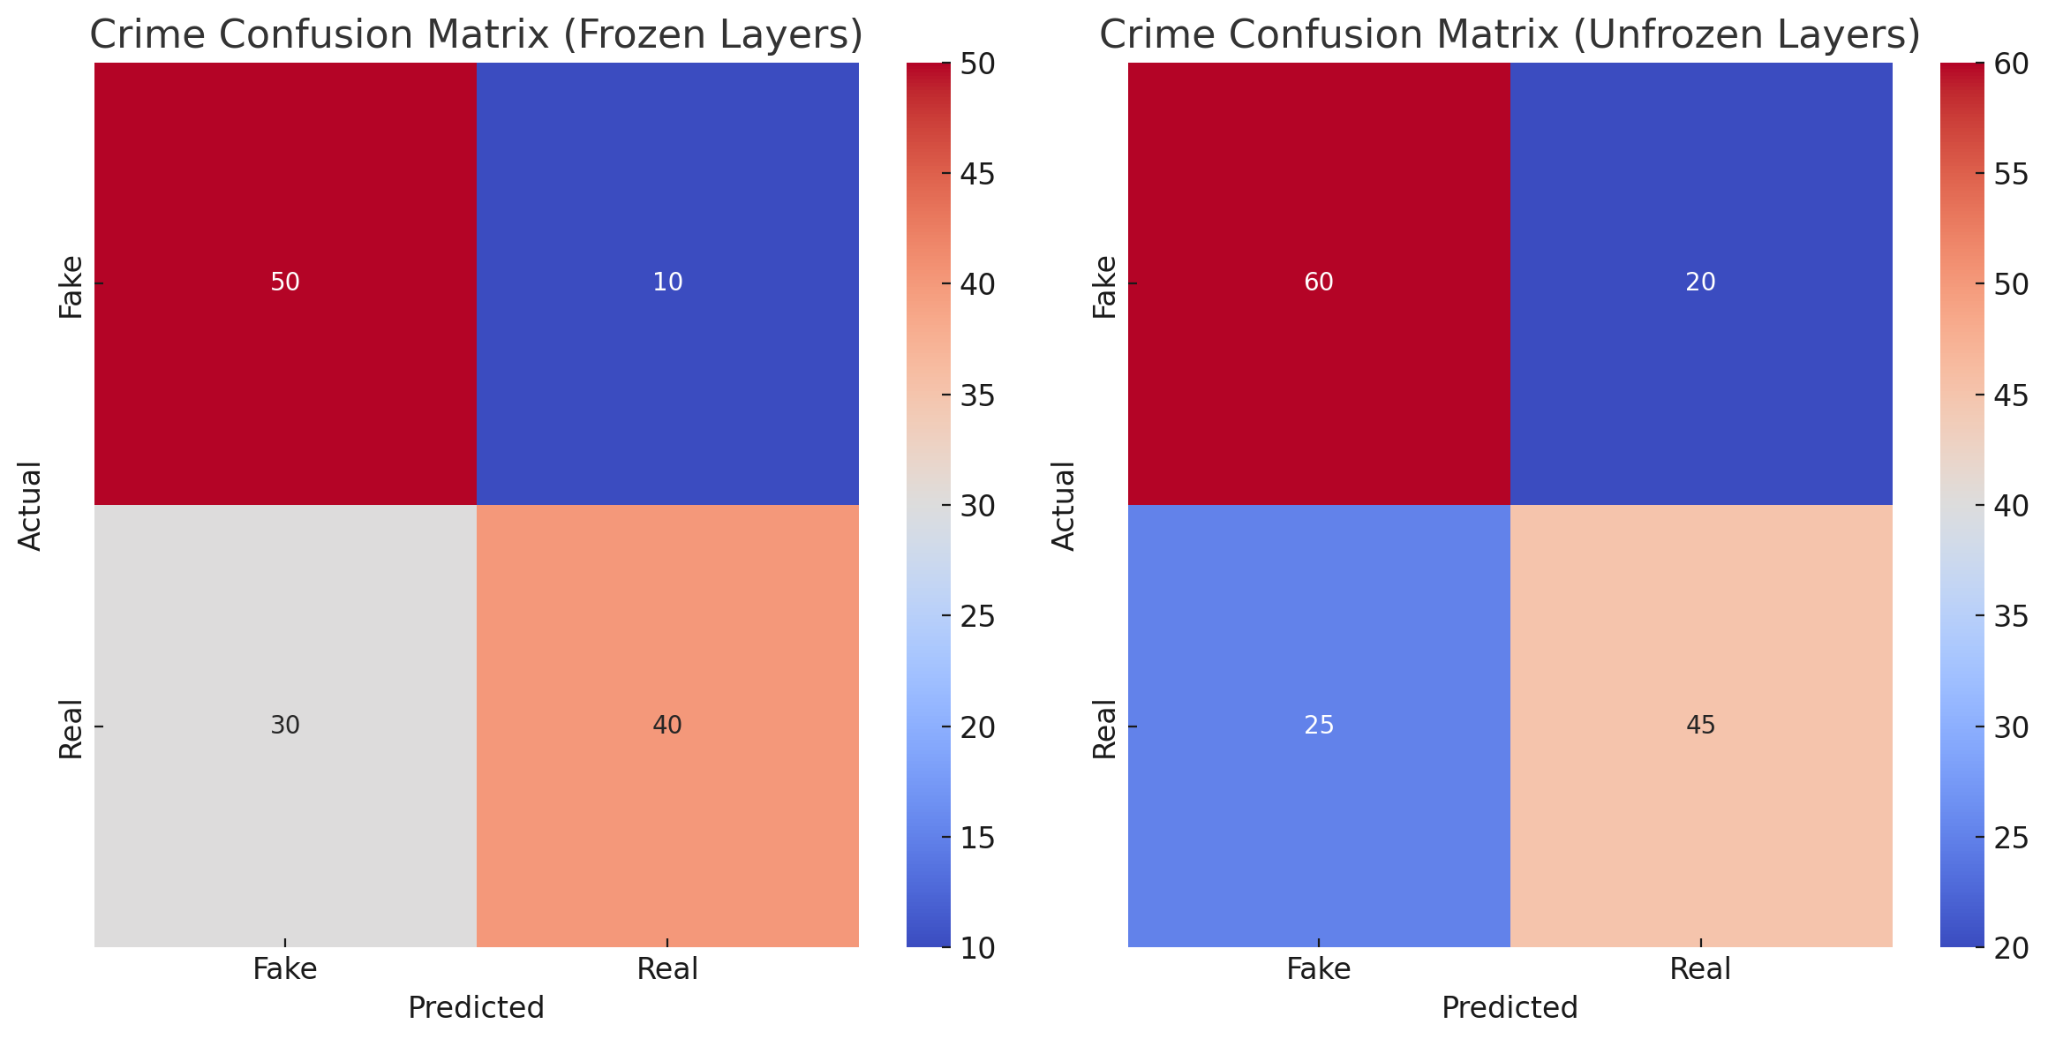 Crime Confusion Matrix (Frozen Layers)
Actual
Fake
Real
50 10
30 40
Fake Real
Predicted
50
45
40
35
30
25
20
15
10
Crime Confusion Matrix (Unfrozen Layers)
Actual
Fake
Real
60 20
25 45
Fake Real
Predicted
60
55
50
45
40
35
30
25
20